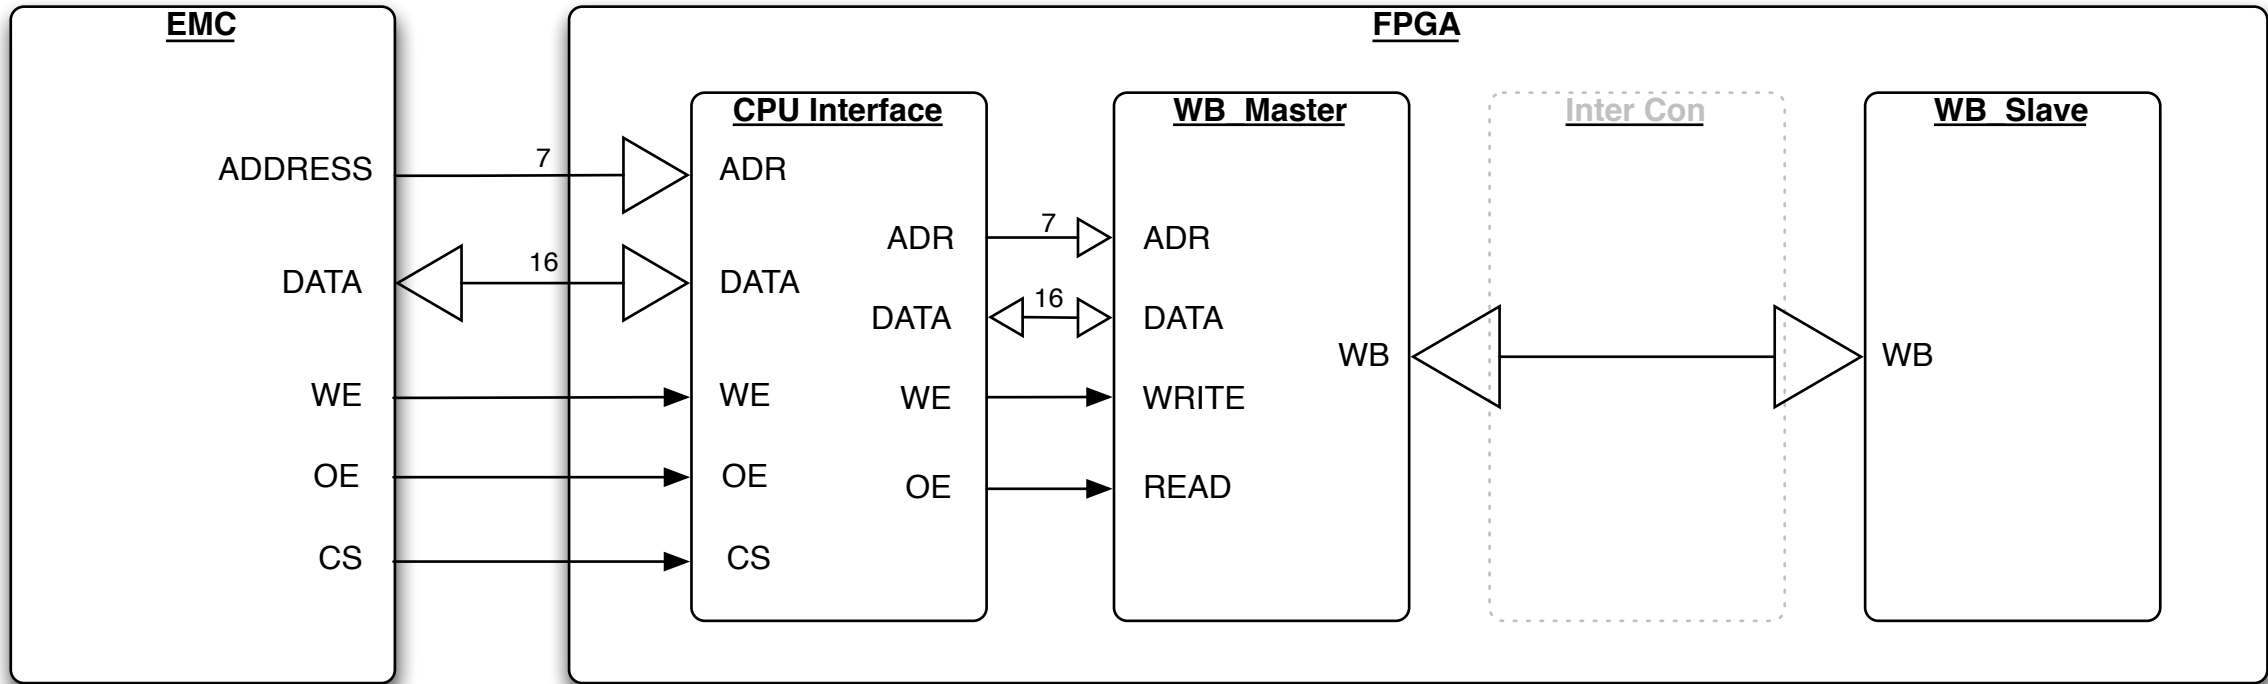 EMC
FPGA
CPU Interface
WB_Master
Inter Con
WB_Slave
ADDRESS
7
ADR
ADR
7
ADR
DATA
16
DATA
DATA
16
DATA
WB
WB
WE
WE
WE
WRITE
OE
OE
OE
READ
CS
CS